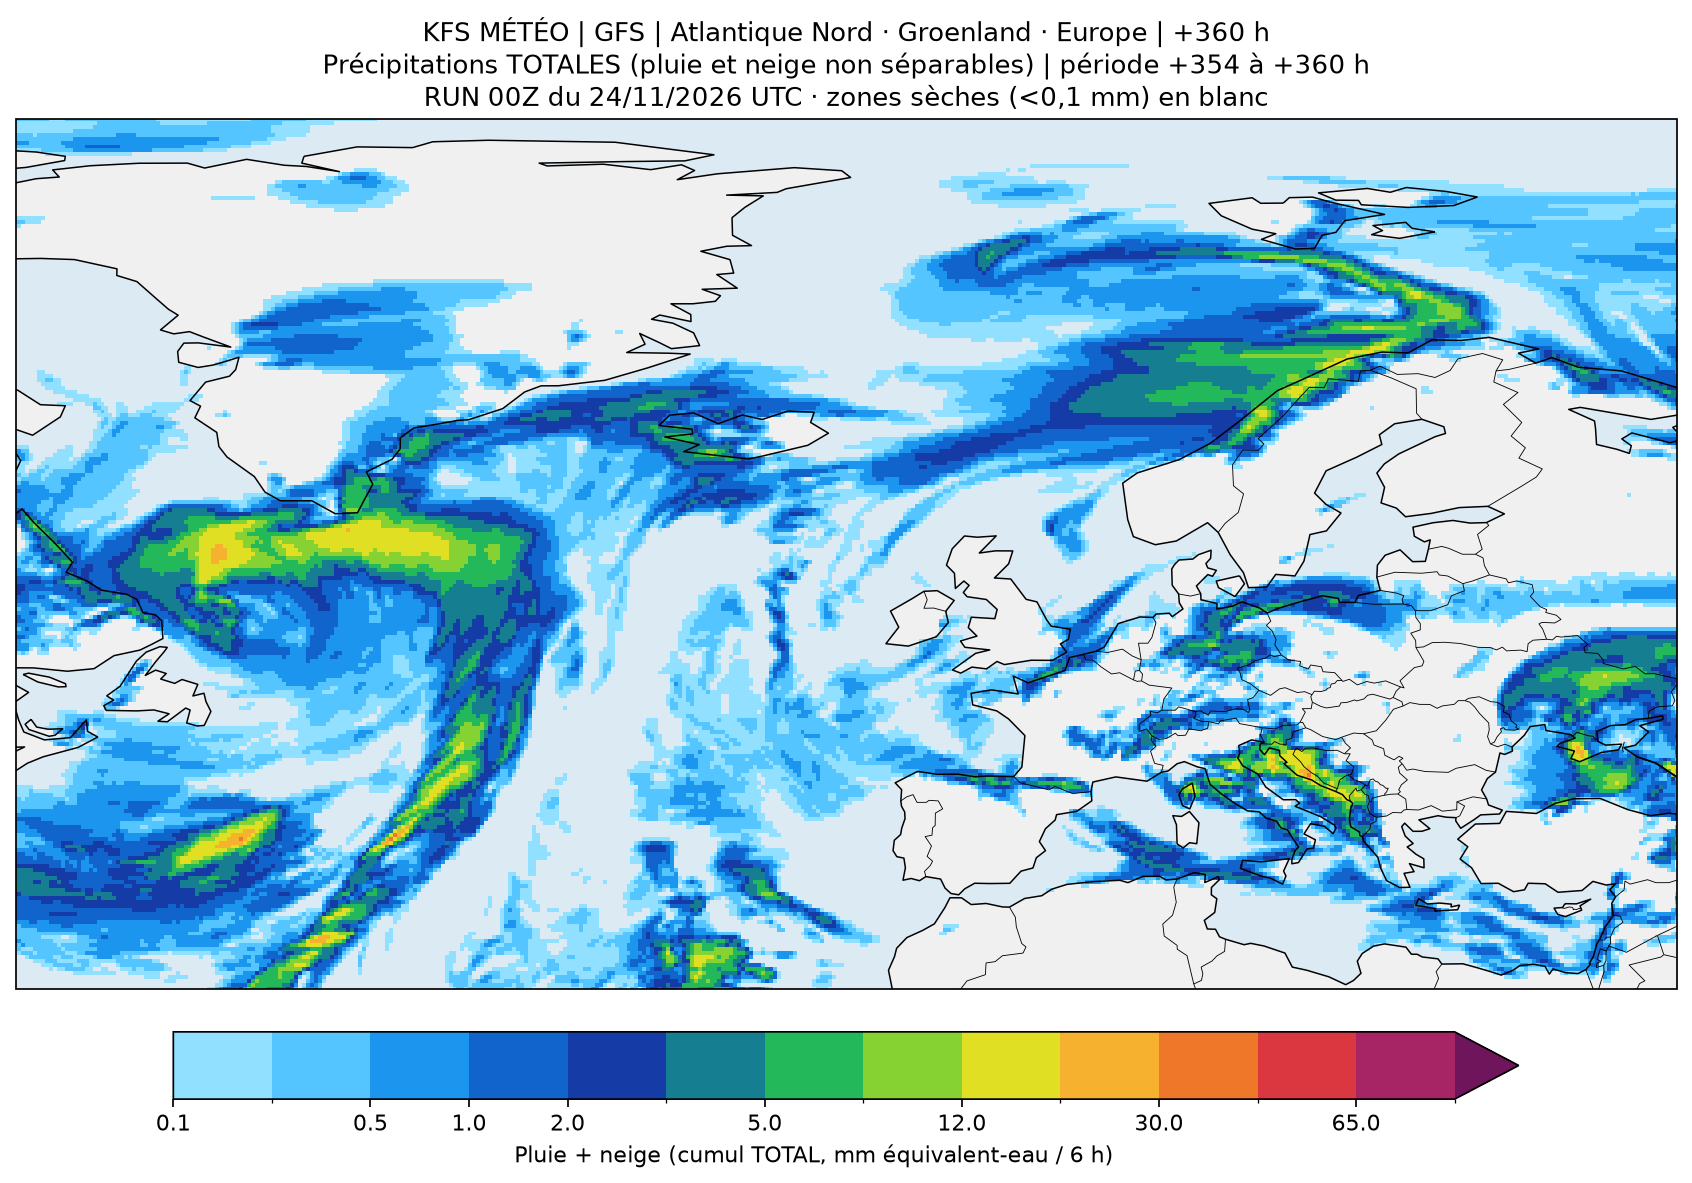 KFS MÉTÉO | GFS | Atlantique Nord · Groenland · Europe | +360 h
Précipitations TOTALES (pluie et neige non séparables) | période +354 à +360 h
RUN 00Z du 24/11/2026 UTC · zones sèches (<0,1 mm) en blanc
0.1 0.5 1.0 2.0 5.0 12.0 30.0 65.0
Pluie + neige (cumul TOTAL, mm équivalent-eau / 6 h)